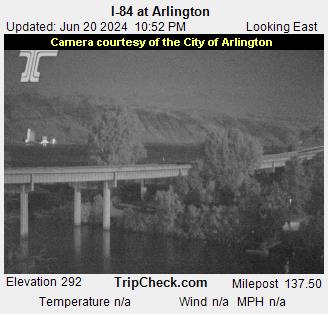 I-84 at Arlington
Updated: Jun 20 2024 10:52 PM Looking East
Camera courtesy of the City of Arlington
Elevation 292 TripCheck.com Milepost 137.50
Temperature n/a Wind n/a MPH n/a